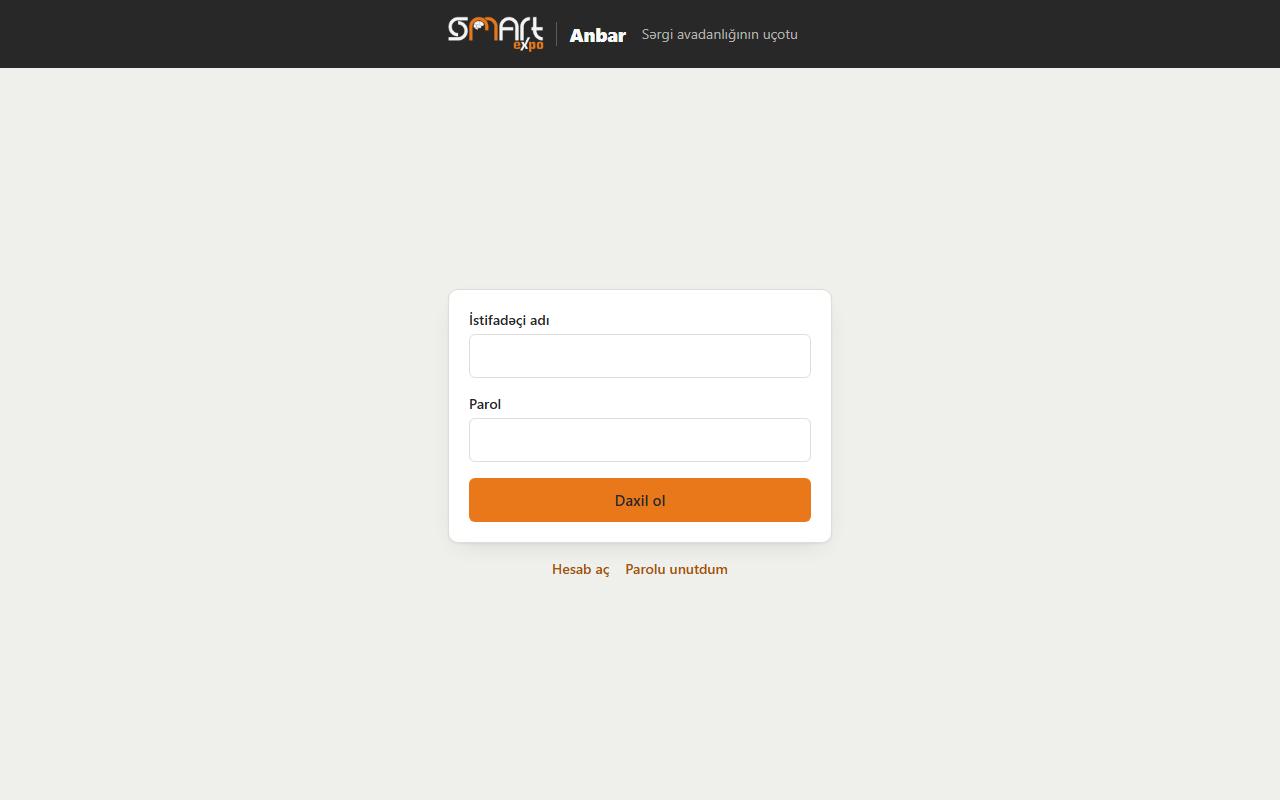 SMArt
expo
Anbar
Sərgi avadanlığının uçotu
İstifadəçi adı
Parol
Daxil ol
Hesab aç
Parolu unutdum